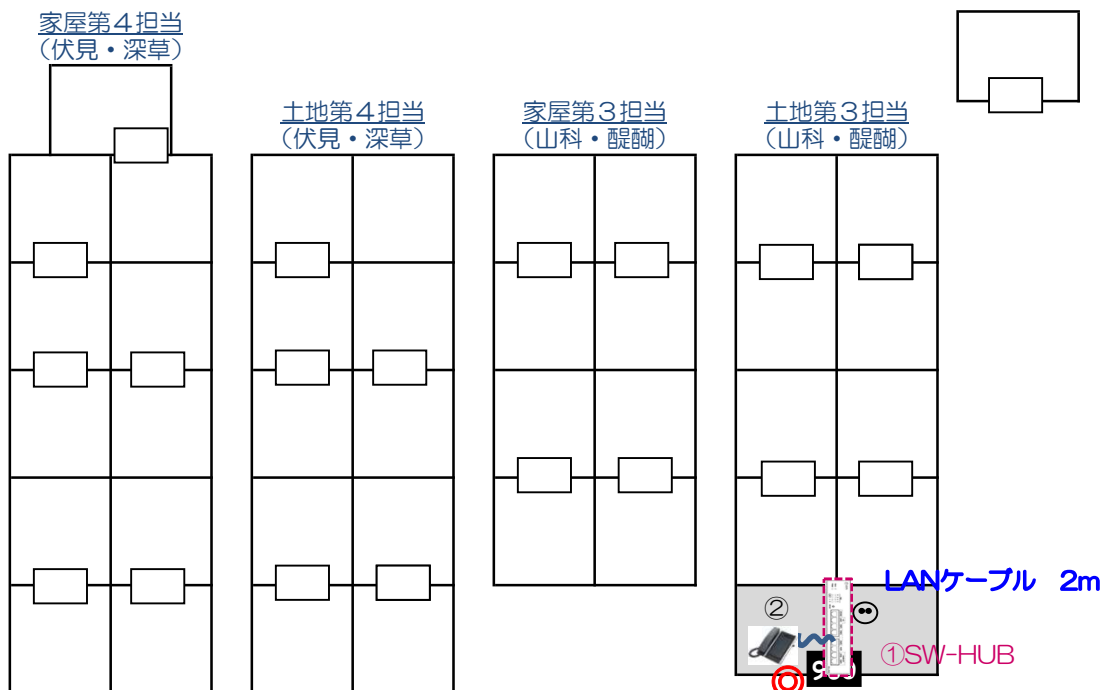 家屋第４担当
（伏見・深草）
土地第４担当
（伏見・深草）
家屋第３担当
（山科・醍醐）
土地第３担当
（山科・醍醐）
LANケーブル　2m
②
①SW-HUB